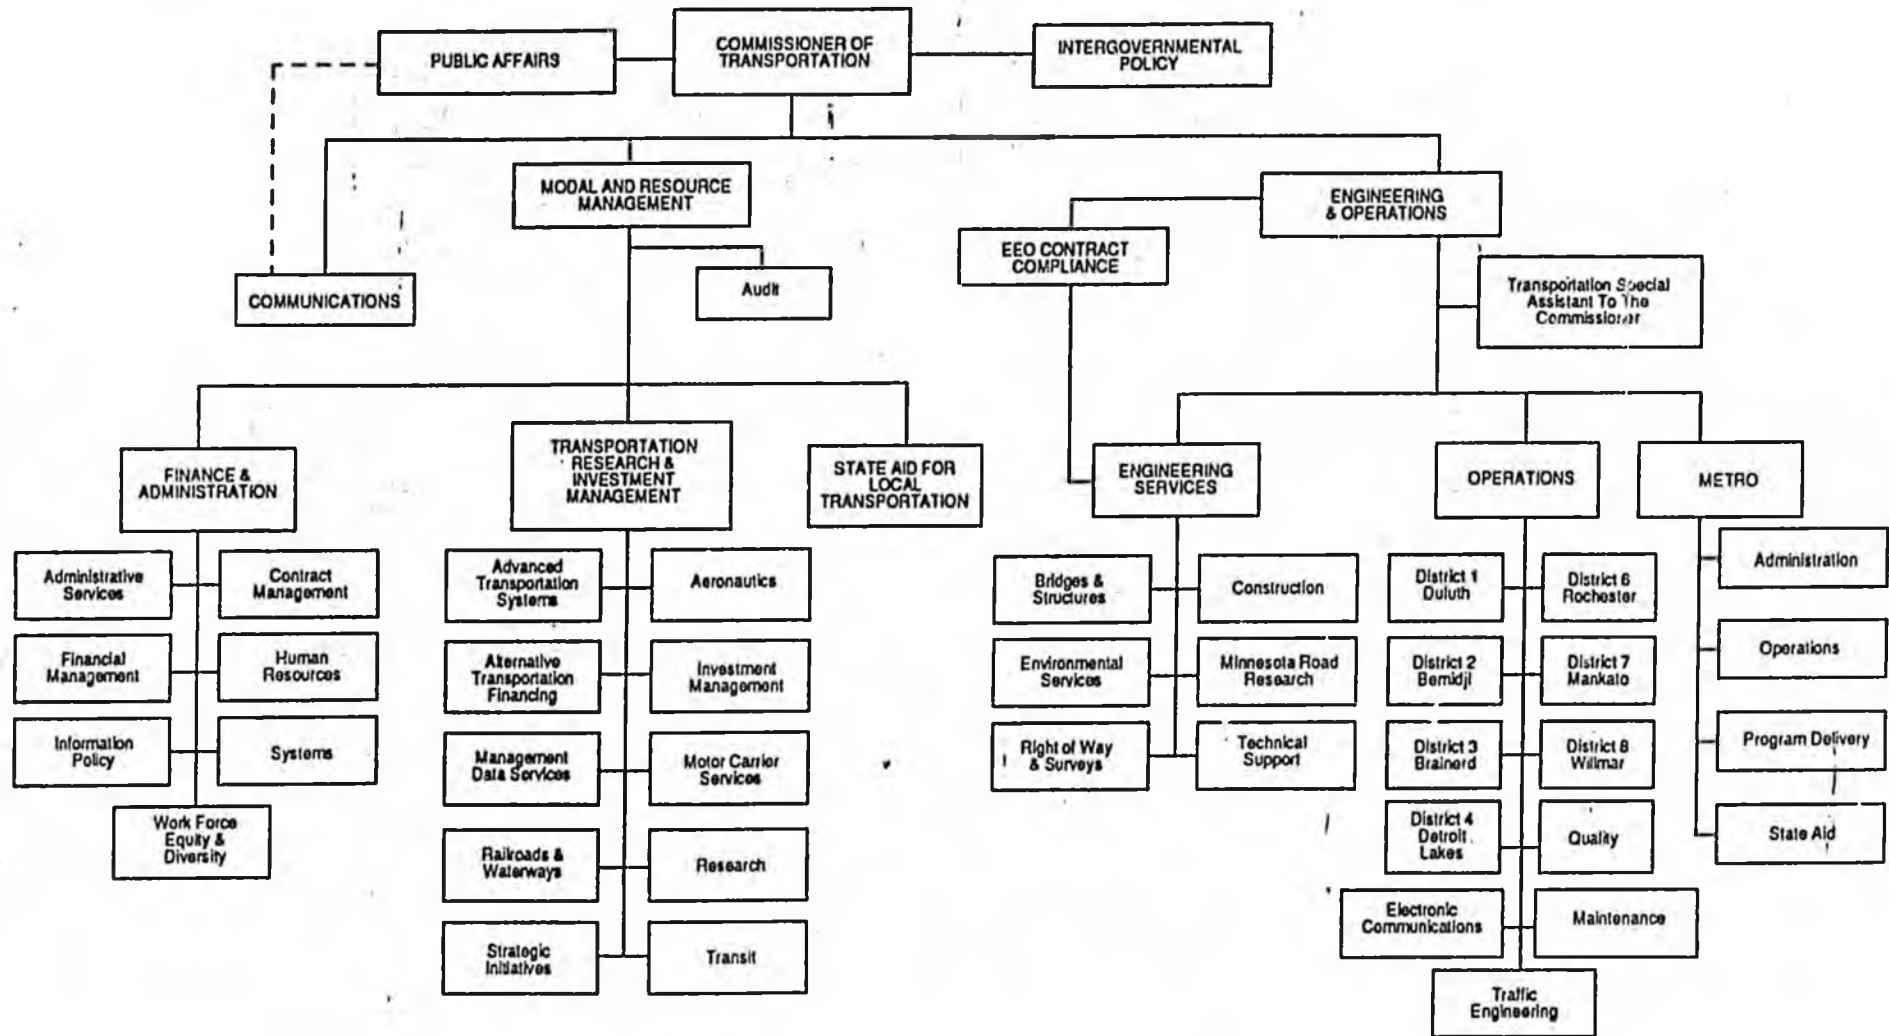 PUBLIC AFFAIRS
COMMISSIONER OF
TRANSPORTATION
INTERGOVERNMENTAL
POLICY
MODAL AND RESOURCE
MANAGEMENT
ENGINEERING
& OPERATIONS
EEO CONTRACT
COMPLIANCE
COMMUNICATIONS
Audit
Transportation Special
Assistant To The
Commissioner
FINANCE &
ADMINISTRATION
TRANSPORTATION
RESEARCH &
INVESTMENT
MANAGEMENT
STATE AID FOR
LOCAL
TRANSPORTATION
ENGINEERING
SERVICES
OPERATIONS
METRO
Administrative
Services
Contract
Management
Financial
Management
Human
Resources
Information
Policy
Systems
Work Force
Equity &
Diversity
Advanced
Transportation
Systems
Aeronautics
Alternative
Transportation
Financing
Investment
Management
Management
Data Services
Motor Carrier
Services
Railroads &
Waterways
Research
Strategic
Initiatives
Transit
Bridges &
Structures
Construction
Environmental
Services
Minnesota Road
Research
Right of Way
& Surveys
Technical
Support
District 1
Duluth
District 6
Rochester
District 2
Bemidji
District 7
Mankato
District 3
Brainerd
District 8
Willmar
District 4
Detroit
Lakes
Quality
Electronic
Communications
Maintenance
Traffic
Engineering
Administration
Operations
Program Delivery
State Aid